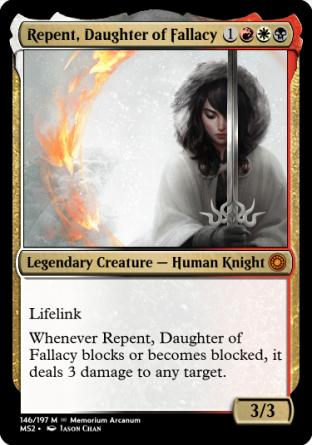 Repent, Daughter of Fallacy 1
Legendary Creature — Human Knight
Lifelink
Whenever Repent, Daughter of
Fallacy blocks or becomes blocked, it
deals 3 damage to any target.
3/3
146/197 M Memorium Arcanum
MS2 • Jason Chan